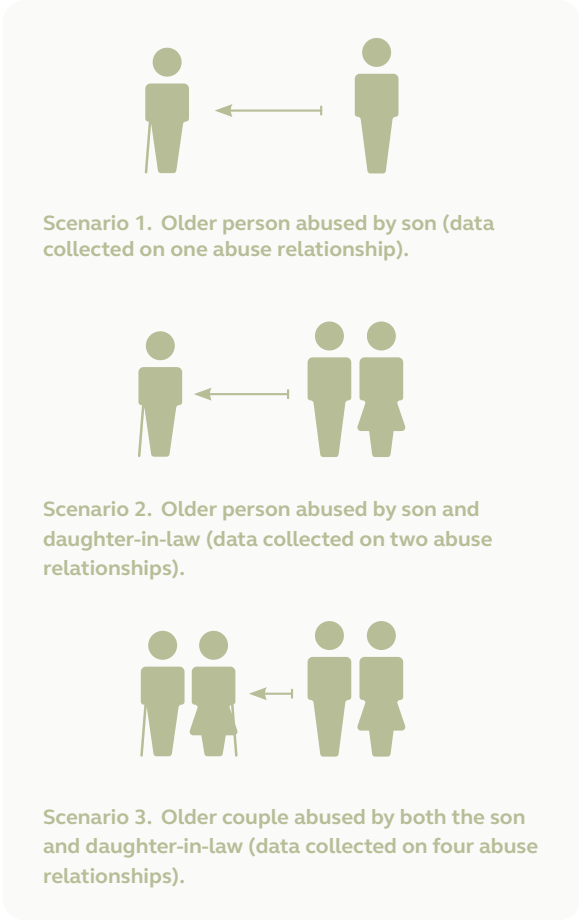 Scenario 1. Older person abused by son (data
collected on one abuse relationship).
Scenario 2. Older person abused by son and
daughter-in-law (data collected on two abuse
relationships).
Scenario 3. Older couple abused by both the son
and daughter-in-law (data collected on four abuse
relationships).